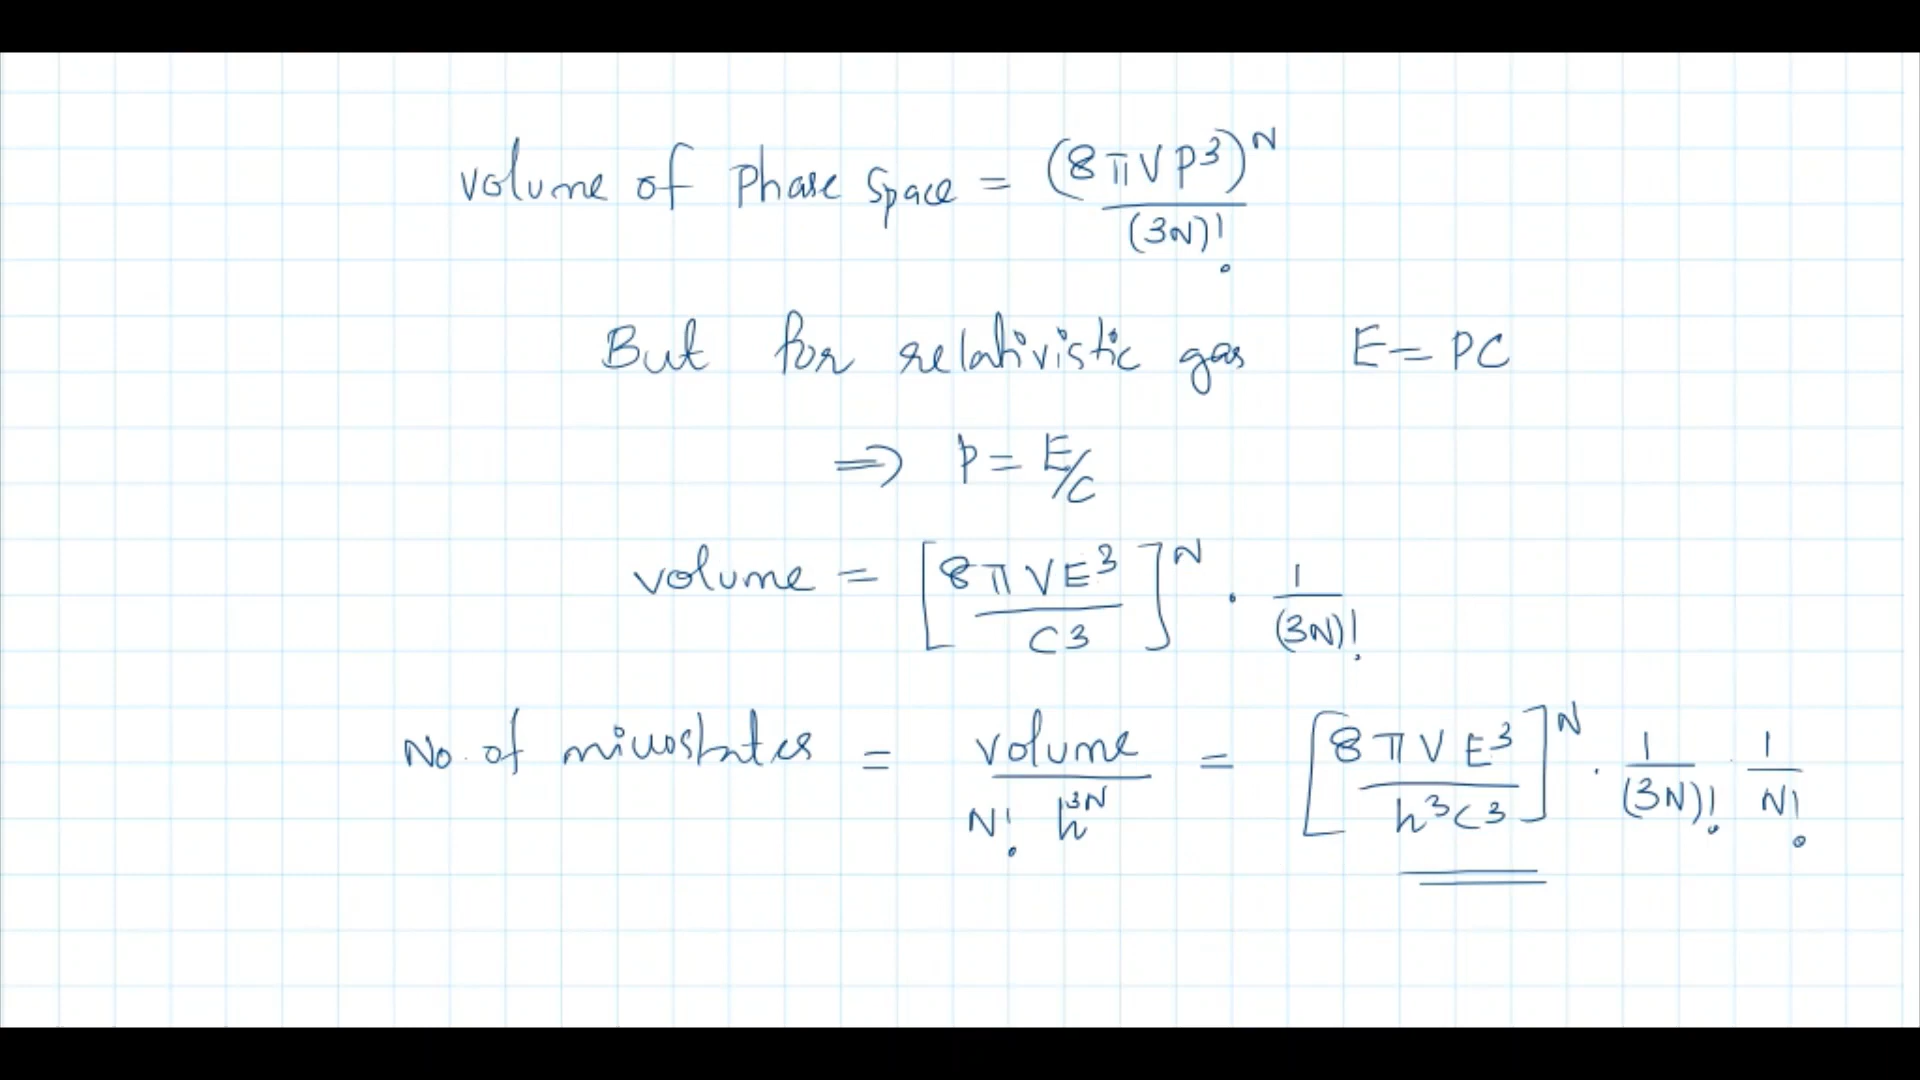 volume of phase space = (8πVP³)ᴺ / (3N)!
But for relativistic gas E = PC
⇒ P = E/C
volume = [8πVE³ / C³]ᴺ · 1/(3N)!
No. of microstates = volume / N! h³ᴺ = [8πVE³ / h³C³]ᴺ · 1/(3N)! · 1/N!